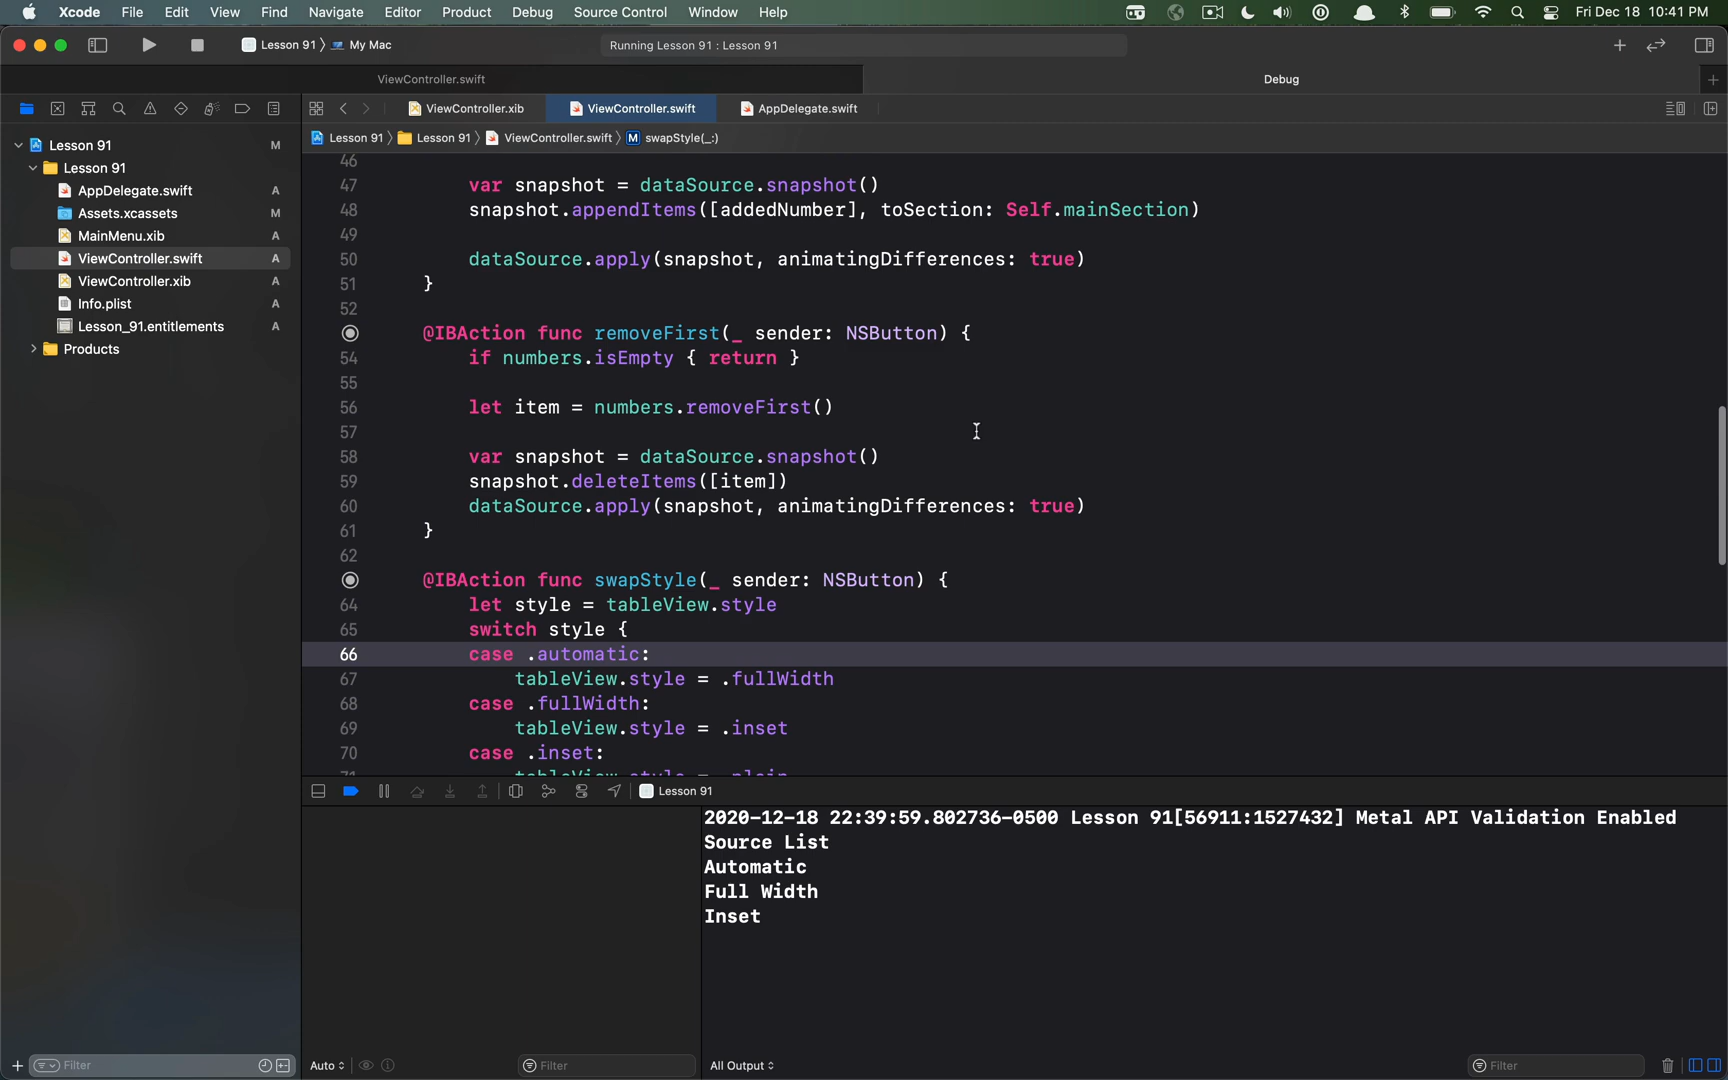 Xcode File Edit View Find Navigate Editor Product Debug Source Control Window Help Fri Dec 18 10:41 PM
Lesson 91 My Mac Running Lesson 91 : Lesson 91
ViewController.swift Debug
ViewController.xib ViewController.swift AppDelegate.swift
Lesson 91 Lesson 91 ViewController.swift M swapStyle(_:)
Lesson 91 M
Lesson 91
AppDelegate.swift A
Assets.xcassets M
MainMenu.xib A
ViewController.swift A
ViewController.xib A
Info.plist A
Lesson_91.entitlements A
Products
46
47 var snapshot = dataSource.snapshot()
48 snapshot.appendItems([addedNumber], toSection: Self.mainSection)
49
50 dataSource.apply(snapshot, animatingDifferences: true)
51 }
52
@IBAction func removeFirst(_ sender: NSButton) {
54 if numbers.isEmpty { return }
55
56 let item = numbers.removeFirst()
57
58 var snapshot = dataSource.snapshot()
59 snapshot.deleteItems([item])
60 dataSource.apply(snapshot, animatingDifferences: true)
61 }
62
@IBAction func swapStyle(_ sender: NSButton) {
64 let style = tableView.style
65 switch style {
66 case .automatic:
67 tableView.style = .fullWidth
68 case .fullWidth:
69 tableView.style = .inset
70 case .inset:
71 tableView.style = .plain
Lesson 91
2020-12-18 22:39:59.802736-0500 Lesson 91[56911:1527432] Metal API Validation Enabled
Source List
Automatic
Full Width
Inset
Filter Auto Filter All Output Filter